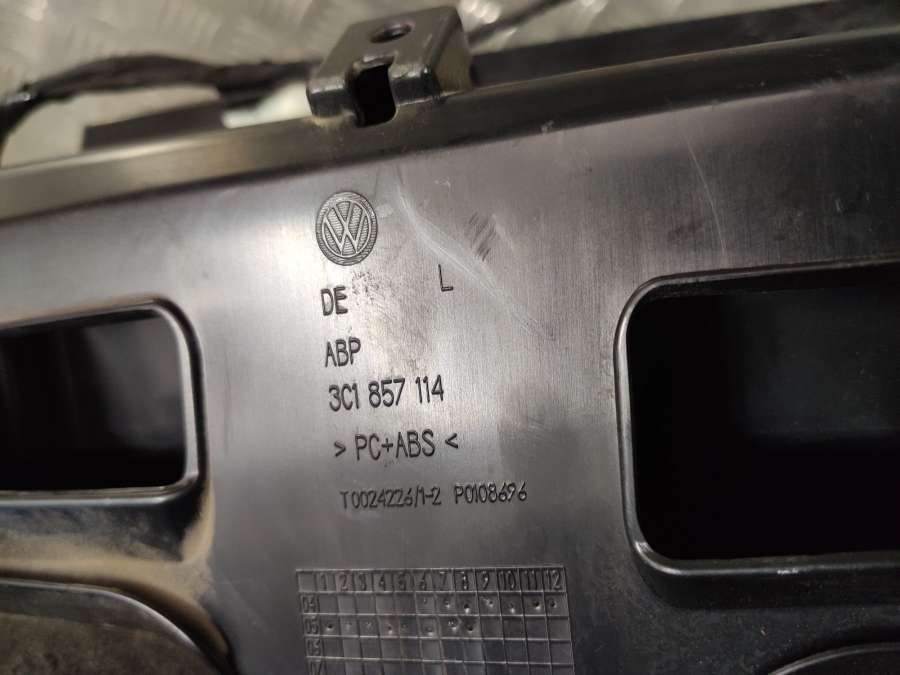 VW
DE L
ABP
3C1 857 114
> PC+ABS <
T0024226/1-2 P0108696
1 2 3 4 5 6 7 8 9 10 11 12
04
05